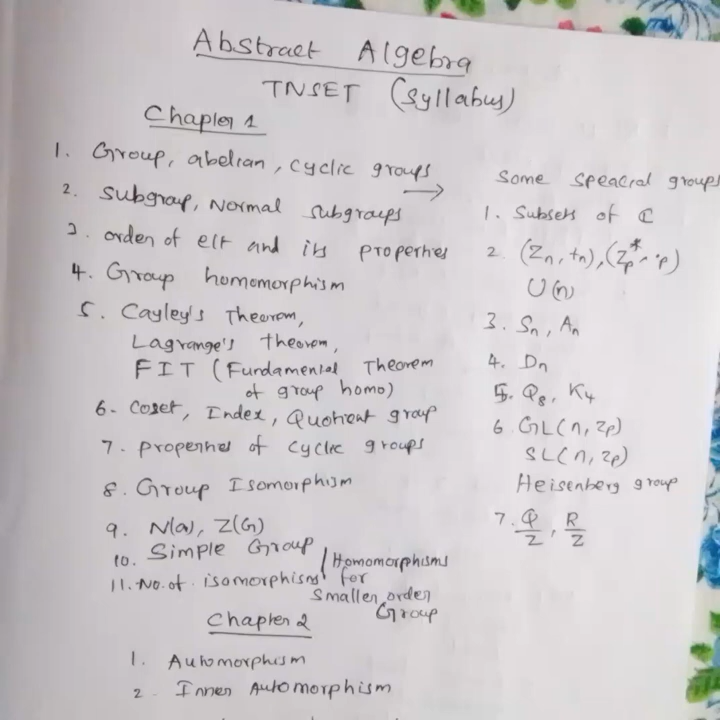 Abstract Algebra
TNSET (Syllabus)
Chapter 1
1. Group, abelian, cyclic groups
2. Subgroup, Normal subgroups
3. order of elt and its properties
4. Group homomorphism
5. Cayley's Theorem,
Lagrange's theorem,
FIT (Fundamental Theorem
of group homo)
6. Coset, Index, Quotient group
7. properties of cyclic groups
8. Group Isomorphism
9. N(a), Z(G)
10. Simple Group
11. No. of isomorphisms / Homomorphisms
for
Smaller order
Group
→ Some speacial groups
1. Subsets of ℂ
2. (Zn, +n), (Zp*, ·p)
U(n)
3. Sn, An
4. Dn
5. Q8, K4
6. GL(n, Zp)
SL(n, Zp)
Heisenberg group
7. Q/Z, R/Z
Chapter 2
1. Automorphism
2. Inner Automorphism